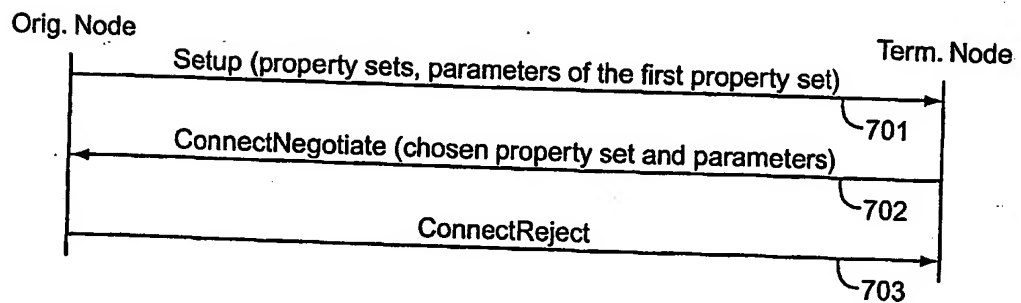 Orig. Node
Term. Node
Setup (property sets, parameters of the first property set)
701
ConnectNegotiate (chosen property set and parameters)
702
ConnectReject
703